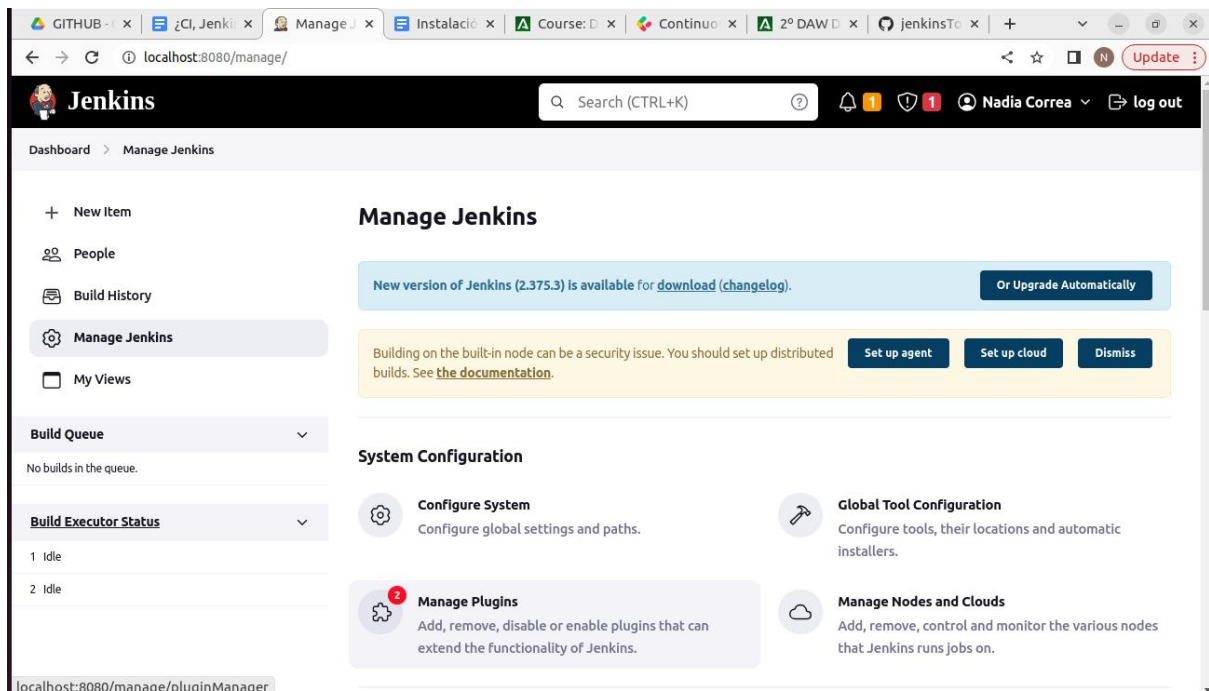 GITHUB - 
¿CI, Jenki
Manage J
Instalació
Course: D
Continuo
2º DAW D
jenkinsTo
localhost:8080/manage/
N
Update
Jenkins
Search (CTRL+K)
1
1
Nadia Correa
log out
Dashboard > Manage Jenkins
New Item
People
Build History
Manage Jenkins
My Views
Build Queue
No builds in the queue.
Build Executor Status
1 Idle
2 Idle
Manage Jenkins
New version of Jenkins (2.375.3) is available for download (changelog).
Or Upgrade Automatically
Building on the built-in node can be a security issue. You should set up distributed
builds. See the documentation.
Set up agent
Set up cloud
Dismiss
System Configuration
Configure System
Configure global settings and paths.
Global Tool Configuration
Configure tools, their locations and automatic
installers.
2
Manage Plugins
Add, remove, disable or enable plugins that can
extend the functionality of Jenkins.
Manage Nodes and Clouds
Add, remove, control and monitor the various nodes
that Jenkins runs jobs on.
localhost:8080/manage/pluginManager